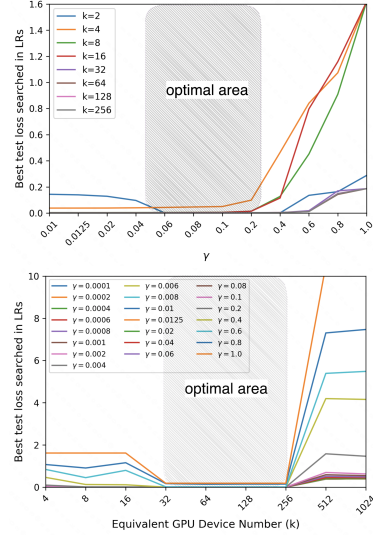 Best test loss searched in LRs
1.6
1.4
1.2
1.0
0.8
0.6
0.4
0.2
0.0
k=2
k=4
k=8
k=16
k=32
k=64
k=128
k=256
optimal area
0.01 0.0125 0.02 0.04 0.06 0.08 0.1 0.2 0.4 0.6 0.8 1.0
γ
Best test loss searched in LRs
10
8
6
4
2
0
γ=0.0001 γ=0.006 γ=0.08
γ=0.0002 γ=0.008 γ=0.1
γ=0.0004 γ=0.01 γ=0.2
γ=0.0006 γ=0.0125 γ=0.4
γ=0.0008 γ=0.02 γ=0.6
γ=0.001 γ=0.04 γ=0.8
γ=0.002 γ=0.06 γ=1.0
γ=0.004
optimal area
4 8 16 32 64 128 256 512 1024
Equivalent GPU Device Number (k)